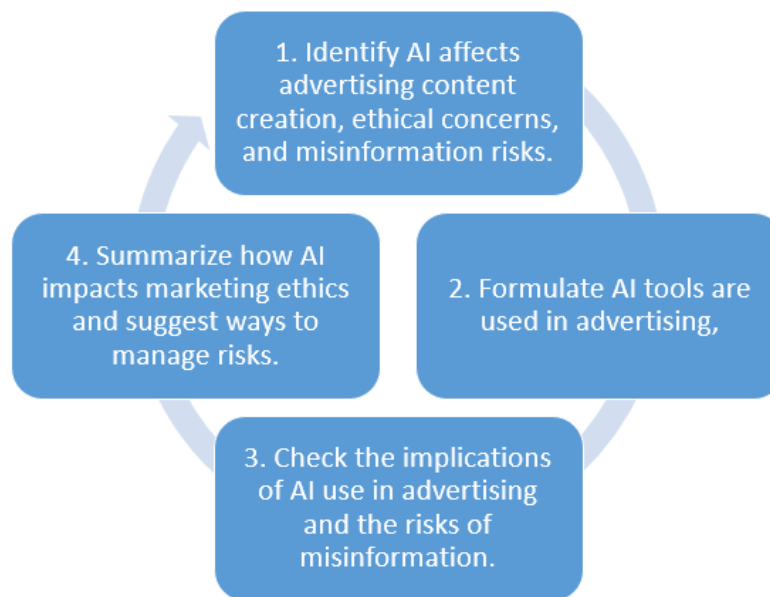 1. Identify AI affects
advertising content
creation, ethical concerns,
and misinformation risks.
2. Formulate AI tools are
used in advertising,
3. Check the implications
of AI use in advertising
and the risks of
misinformation.
4. Summarize how AI
impacts marketing ethics
and suggest ways to
manage risks.